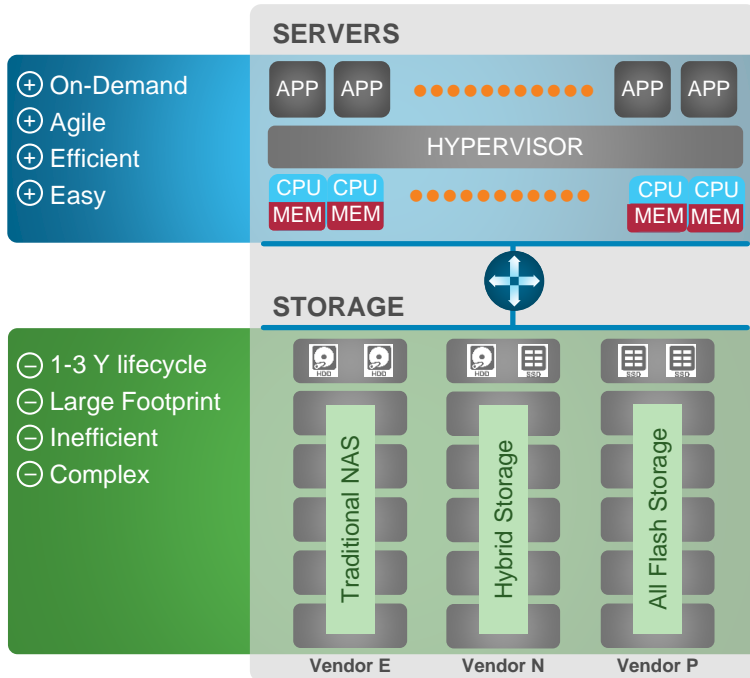 SERVERS
On-Demand
Agile
Efficient
Easy
APP APP APP APP
HYPERVISOR
CPU CPU CPU CPU
MEM MEM MEM MEM
STORAGE
1-3 Y lifecycle
Large Footprint
Inefficient
Complex
HDD HDD HDD SSD SSD SSD
Traditional NAS
Hybrid Storage
All Flash Storage
Vendor E Vendor N Vendor P